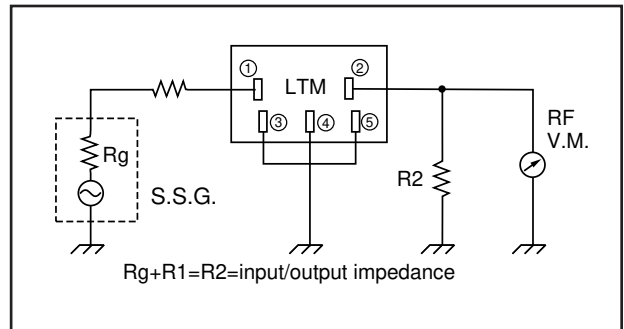 ① LTM ②
③ ④ ⑤
RF
V.M.
Rg
R2
S.S.G.
Rg+R1=R2=input/output impedance